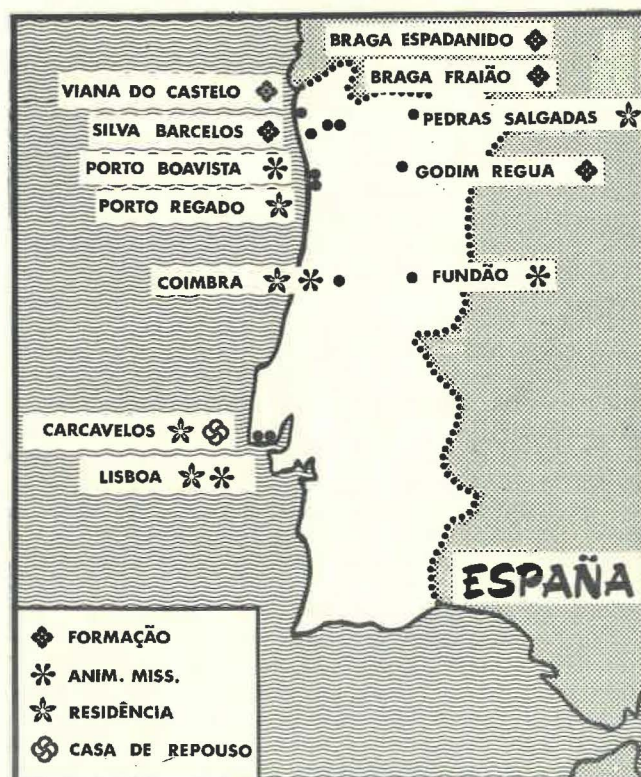 BRAGA ESPADANIDO
BRAGA FRAIÃO
VIANA DO CASTELO
PEDRAS SALGADAS
SILVA BARCELOS
PORTO BOAVISTA
GODIM REGUA
PORTO REGADO
COIMBRA
FUNDÃO
CARCAVELOS
LISBOA
ESPAÑA
FORMAÇÃO
ANIM. MISS.
RESIDÊNCIA
CASA DE REPOUSO